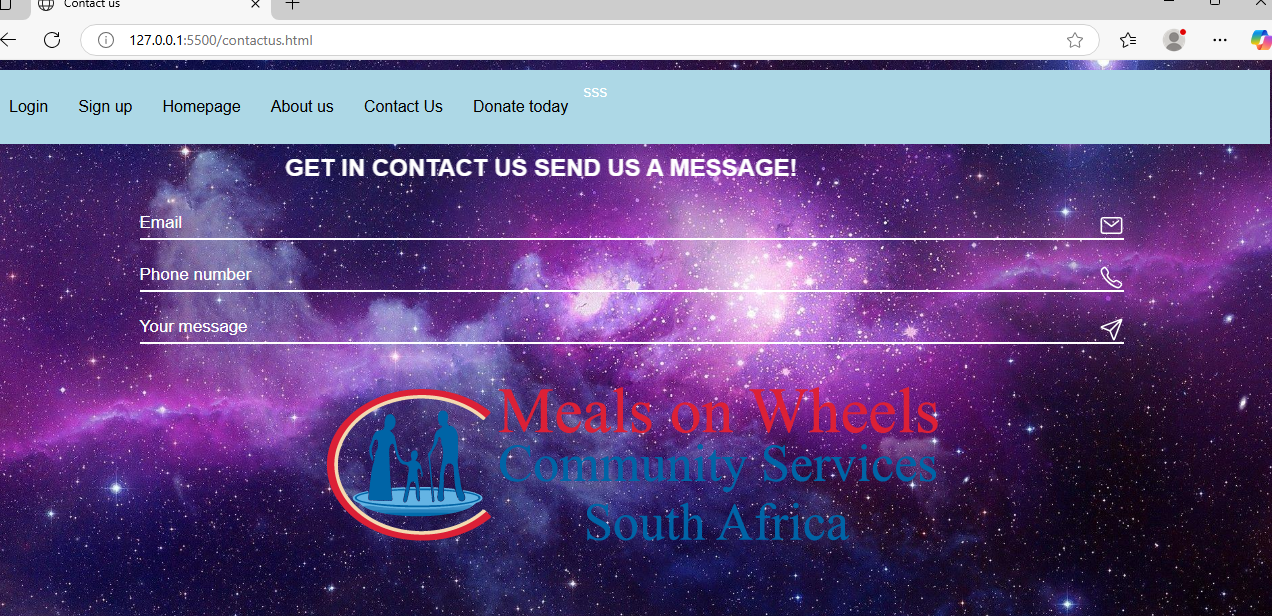 Contact us
127.0.0.1:5500/contactus.html
Login Sign up Homepage About us Contact Us Donate today sss
GET IN CONTACT US SEND US A MESSAGE!
Email
Phone number
Your message
Meals on Wheels
Community Services
South Africa